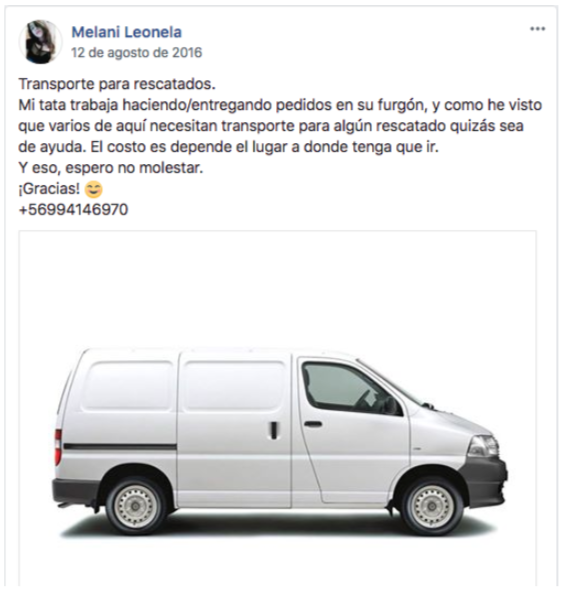 Melani Leonela
12 de agosto de 2016
Transporte para rescatados.
Mi tata trabaja haciendo/entregando pedidos en su furgón, y como he visto
que varios de aquí necesitan transporte para algún rescatado quizás sea
de ayuda. El costo es depende el lugar a donde tenga que ir.
Y eso, espero no molestar.
¡Gracias! 😄
+56994146970